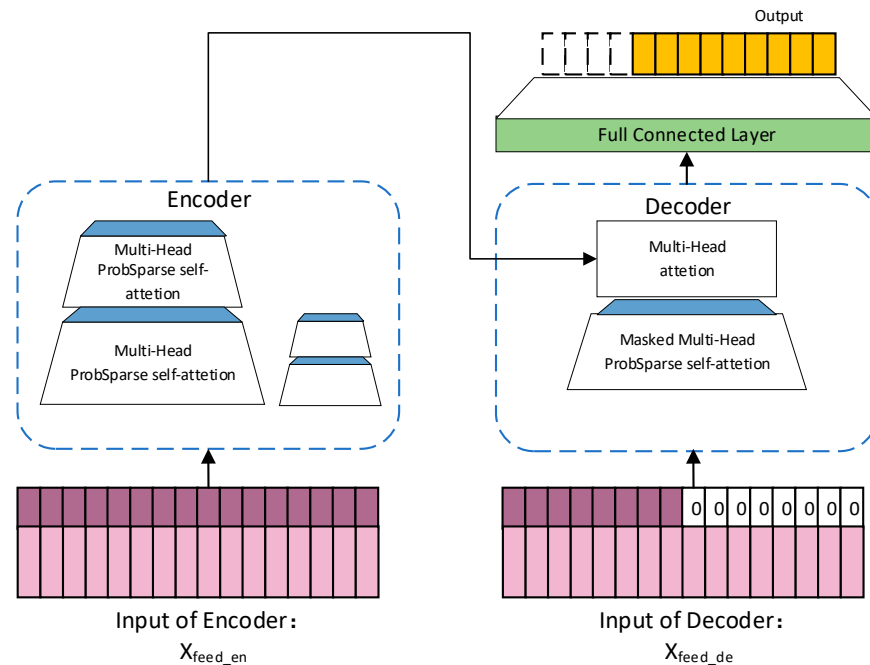 Output
Full Connected Layer
Encoder
Multi-Head
ProbSparse self-
attetion
Multi-Head
ProbSparse self-attetion
Decoder
Multi-Head
attetion
Masked Multi-Head
ProbSparse self-attetion
0 0 0 0 0 0 0 0
Input of Encoder:
X feed_en
Input of Decoder:
X feed_de